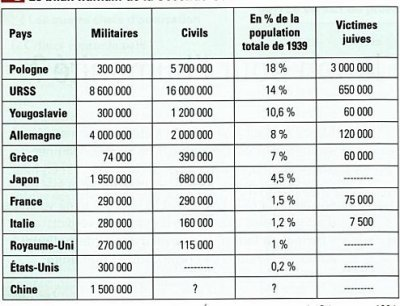 Pays Militaires Civils En % de la population totale de 1939 Victimes juives
Pologne 300 000 5 700 000 18 % 3 000 000
URSS 8 600 000 16 000 000 14 % 650 000
Yougoslavie 300 000 1 200 000 10,6 % 60 000
Allemagne 4 000 000 2 000 000 8 % 120 000
Grèce 74 000 390 000 7 % 60 000
Japon 1 950 000 680 000 4,5 % ---------
France 290 000 290 000 1,5 % 75 000
Italie 280 000 160 000 1,2 % 7 500
Royaume-Uni 270 000 115 000 1 % ---------
États-Unis 300 000 --------- 0,2 % ---------
Chine 1 500 000 ? ? ---------